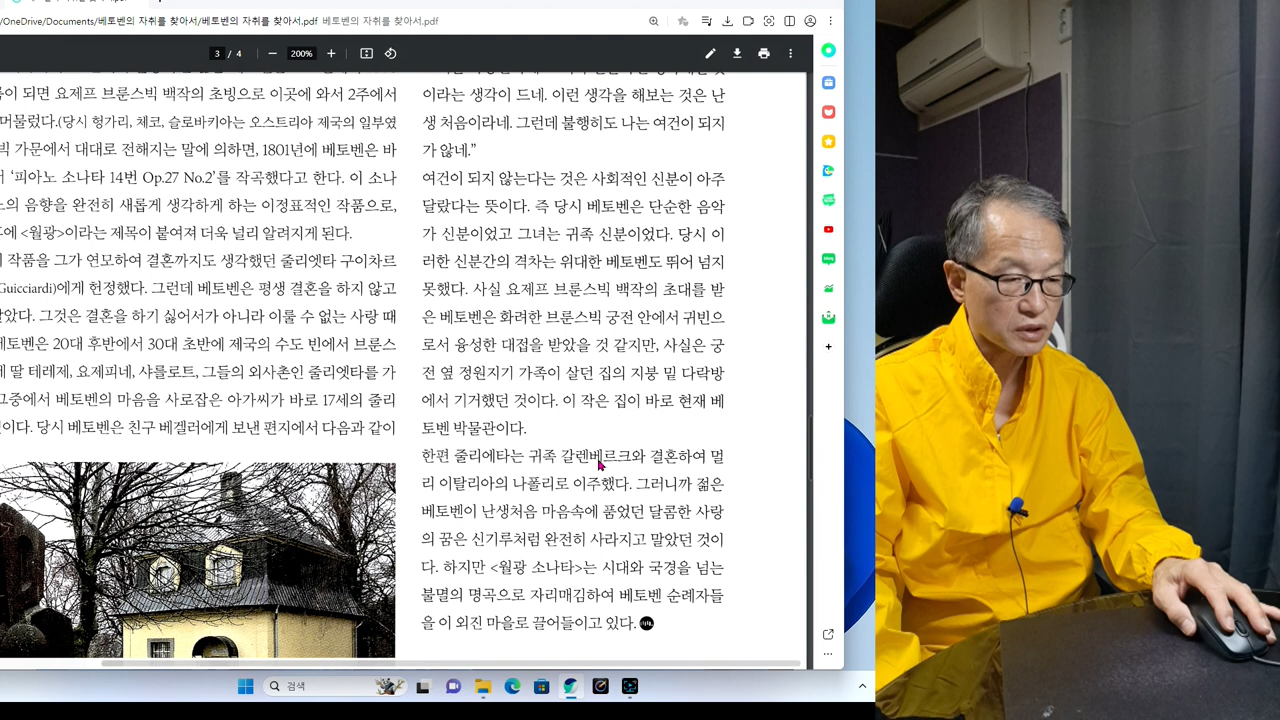 /OneDrive/Documents/베토벤의 자취를 찾아서/베토벤의 자취를 찾아서.pdf 베토벤의 자취를 찾아서.pdf
3 / 4
200%
이 되면 요제프 브룬스빅 백작의 초빙으로 이곳에 와서 2주에서
머물렀다.(당시 헝가리, 체코, 슬로바키아는 오스트리아 제국의 일부였
빅 가문에서 대대로 전해지는 말에 의하면, 1801년에 베토벤은 바
‘피아노 소나타 Op.27 No.2’를 작곡했다고 한다. 이 소나
노의 음향을 완전히 새롭게 생각하게 하는 이정표적인 작품으로,
에 <월광>이라는 제목이 붙여져 더욱 널리 알려지게 된다.
작품을 그가 연모하여 결혼까지도 생각했던 줄리엣타 구이차르
Guicciardi)에게 헌정했다. 그런데 베토벤은 평생 결혼을 하지 않고
았다. 그것은 결혼을 하기 싫어서가 아니라 이룰 수 없는 사랑 때
베토벤은 20대 후반에서 30대 초반에 제국의 수도 빈에서 브룬스
딸 테레제, 요제피네, 샤를로트, 그들의 외사촌인 줄리엣타를 가
그중에서 베토벤의 마음을 사로잡은 아가씨가 바로 17세의 줄리
이다. 당시 베토벤은 친구 베겔러에게 보낸 편지에서 다음과 같이
이라는 생각이 드네. 이런 생각을 해보는 것은 난
생 처음이라네. 그런데 불행히도 나는 여건이 되지
가 않네.”
여건이 되지 않는다는 것은 사회적인 신분이 아주
달랐다는 뜻이다. 즉 당시 베토벤은 단순한 음악
가 신분이었고 그녀는 귀족 신분이었다. 당시 이
러한 신분간의 격차는 위대한 베토벤도 뛰어 넘지
못했다. 사실 요제프 브룬스빅 백작의 초대를 받
은 베토벤은 화려한 브룬스빅 궁전 안에서 귀빈으
로서 융성한 대접을 받았을 것 같지만, 사실은 궁
전 옆 정원지기 가족이 살던 집의 지붕 밑 다락방
에서 기거했던 것이다. 이 작은 집이 바로 현재 베
토벤 박물관이다.
한편 줄리에타는 귀족 갈렌베르크와 결혼하여 멀
리 이탈리아의 나폴리로 이주했다. 그러니까 젊은
베토벤이 난생처음 마음속에 품었던 달콤한 사랑
의 꿈은 신기루처럼 완전히 사라지고 말았던 것이
다. 하지만 <월광 소나타>는 시대와 국경을 넘는
불멸의 명곡으로 자리매김하여 베토벤 순례자들
을 이 외진 마을로 끌어들이고 있다.
blog
검색